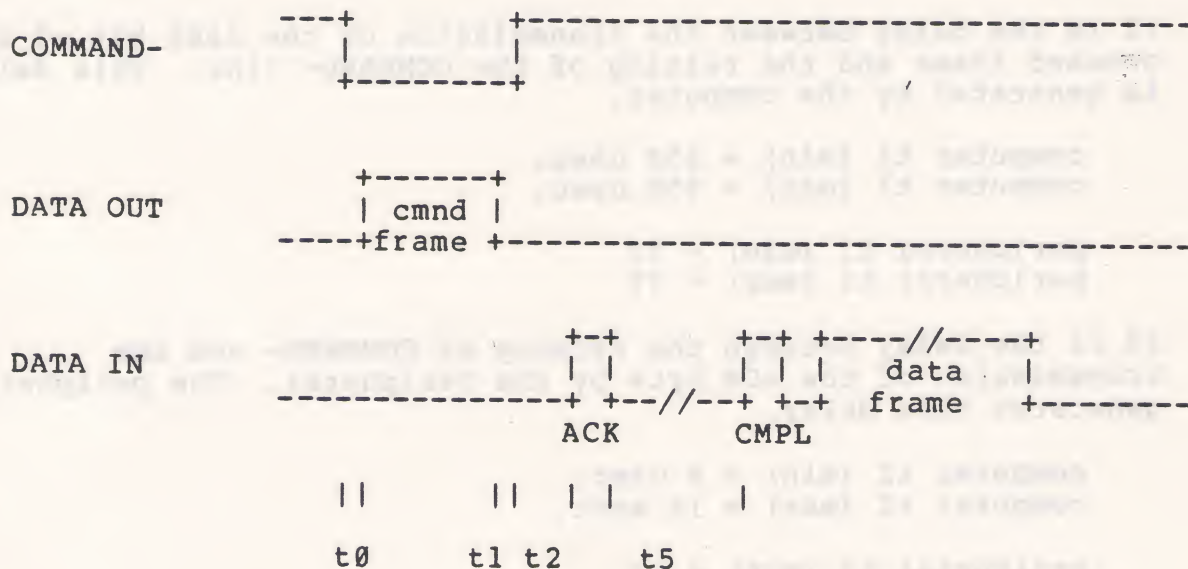 COMMAND-
DATA OUT
cmnd
frame
DATA IN
data
frame
ACK CMPL
t0 t1 t2 t5